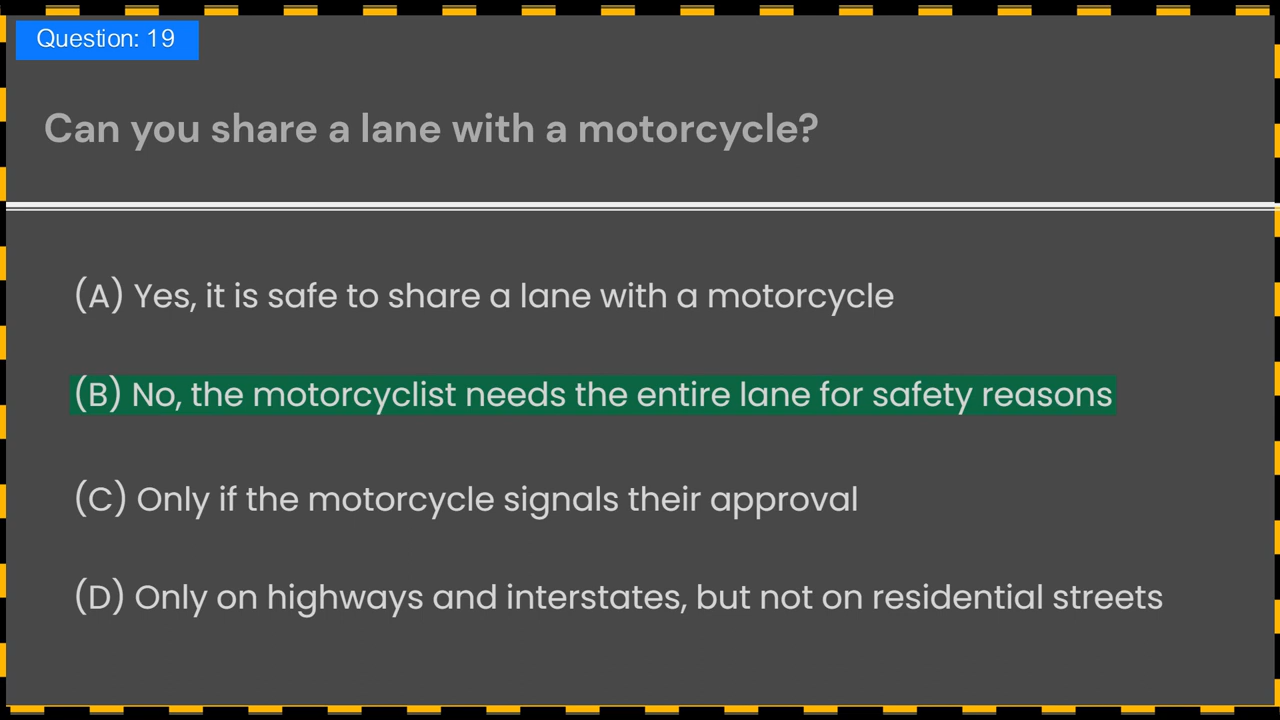 Question: 19
Can you share a lane with a motorcycle?
(A) Yes, it is safe to share a lane with a motorcycle
(B) No, the motorcyclist needs the entire lane for safety reasons
(C) Only if the motorcycle signals their approval
(D) Only on highways and interstates, but not on residential streets